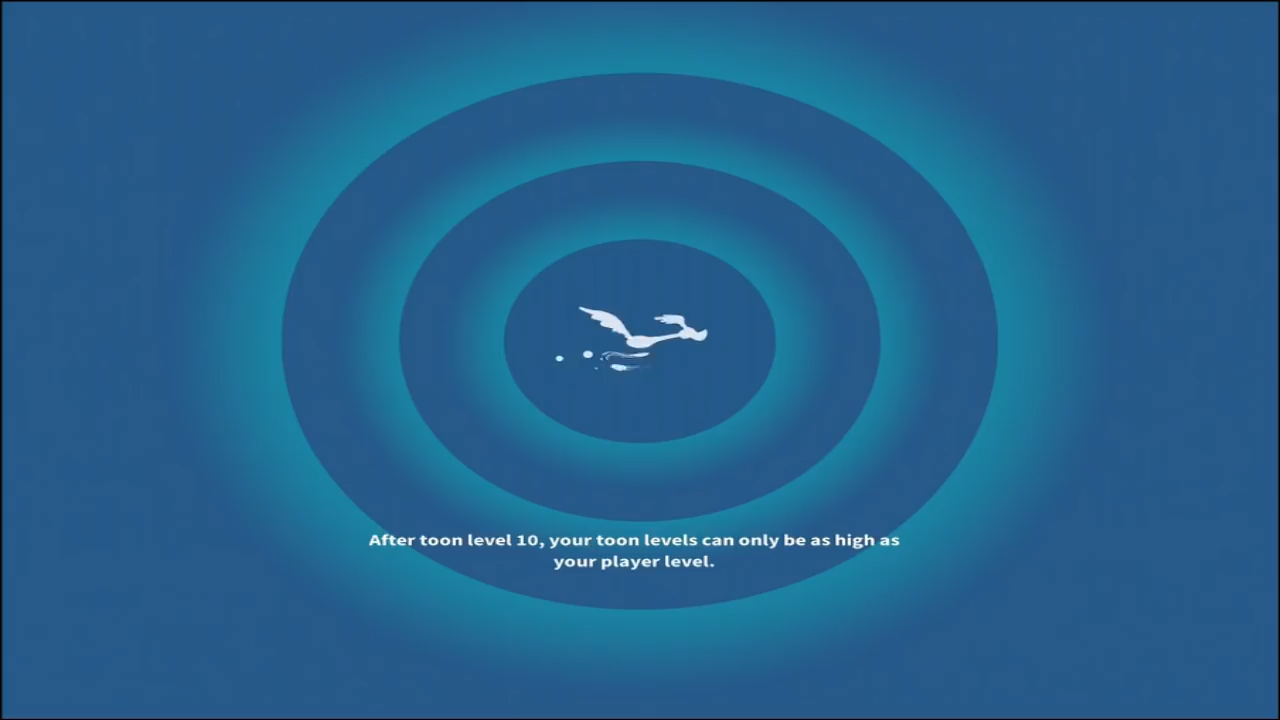 After toon level 10, your toon levels can only be as high as
your player level.